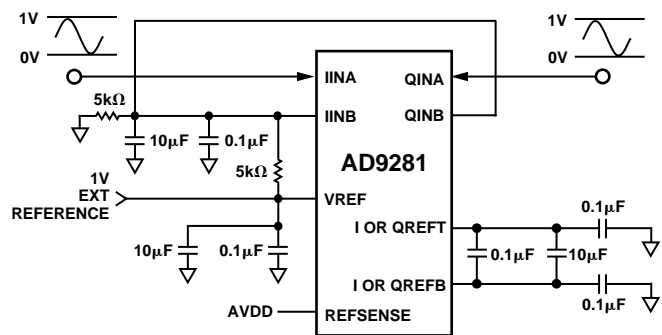 1V
0V
1V
0V
IINA
QINA
5kΩ
IINB
QINB
10µF
0.1µF
5kΩ
AD9281
1V
EXT
REFERENCE
VREF
10µF
0.1µF
I OR QREFT
0.1µF
0.1µF
10µF
I OR QREFB
0.1µF
AVDD
REFSENSE